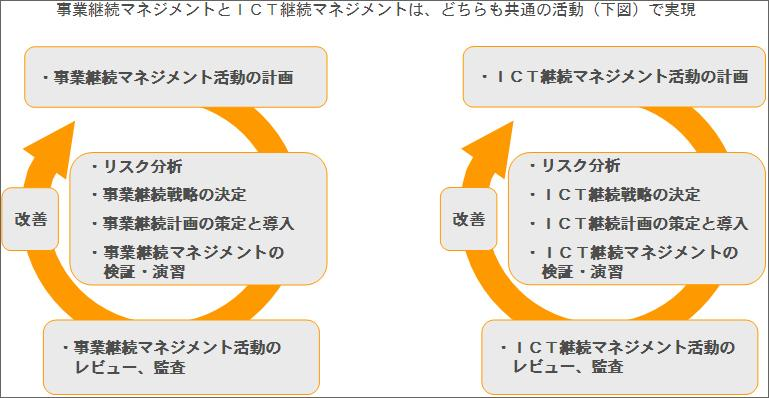 事業継続マネジメントとＩＣＴ継続マネジメントは、どちらも共通の活動（下図）で実現
・事業継続マネジメント活動の計画
・リスク分析
・事業継続戦略の決定
・事業継続計画の策定と導入
・事業継続マネジメントの
検証・演習
改善
・事業継続マネジメント活動の
レビュー、監査
・ＩＣＴ継続マネジメント活動の計画
・リスク分析
・ＩＣＴ継続戦略の決定
・ＩＣＴ継続計画の策定と導入
・ＩＣＴ継続マネジメントの
検証・演習
改善
・ＩＣＴ継続マネジメント活動の
レビュー、監査